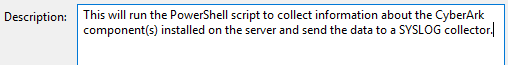 Description: This will run the PowerShell script to collect information about the CyberArk
component(s) installed on the server and send the data to a SYSLOG collector.